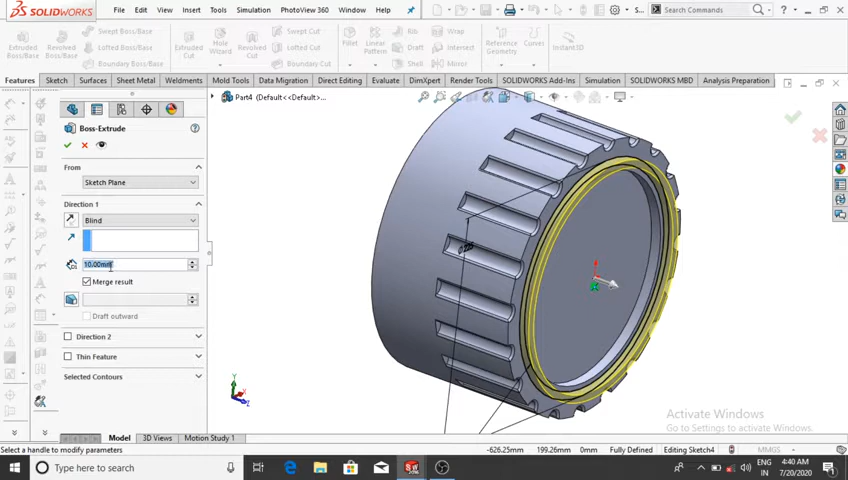 SOLIDWORKS File Edit View Insert Tools Simulation PhotoView 360 Window Help S... Search Commands
Extruded Boss/Base Revolved Boss/Base Swept Boss/Base Lofted Boss/Base Boundary Boss/Base Extruded Cut Hole Wizard Revolved Cut Swept Cut Lofted Cut Boundary Cut Fillet Linear Pattern Rib Draft Shell Wrap Intersect Mirror Reference Geometry Curves Instant3D
Features Sketch Surfaces Sheet Metal Weldments Mold Tools Data Migration Direct Editing Evaluate DimXpert Render Tools SOLIDWORKS Add-Ins Simulation SOLIDWORKS MBD Analysis Preparation
Part4 (Default<<Default>...
Boss-Extrude
From
Sketch Plane
Direction 1
Blind
10.00mm
Merge result
Draft outward
Direction 2
Thin Feature
Selected Contours
Activate Windows
Go to Settings to activate Windows.
Model 3D Views Motion Study 1
Select a handle to modify parameters -626.25mm 199.26mm 0mm Fully Defined Editing Sketch4 MMGS
Type here to search
ENG 4:40 AM
IN 7/20/2020